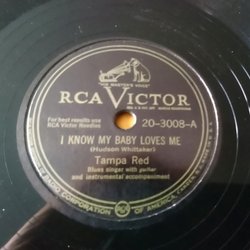 "HIS MASTER'S VOICE"
RCA VICTOR
For best results use
RCA Victor Needles
20-3008-A
I KNOW MY BABY LOVES ME
(Hudson Whittaker)
Tampa Red
Blues singer with guitar
and instrumental accompaniment
RCA